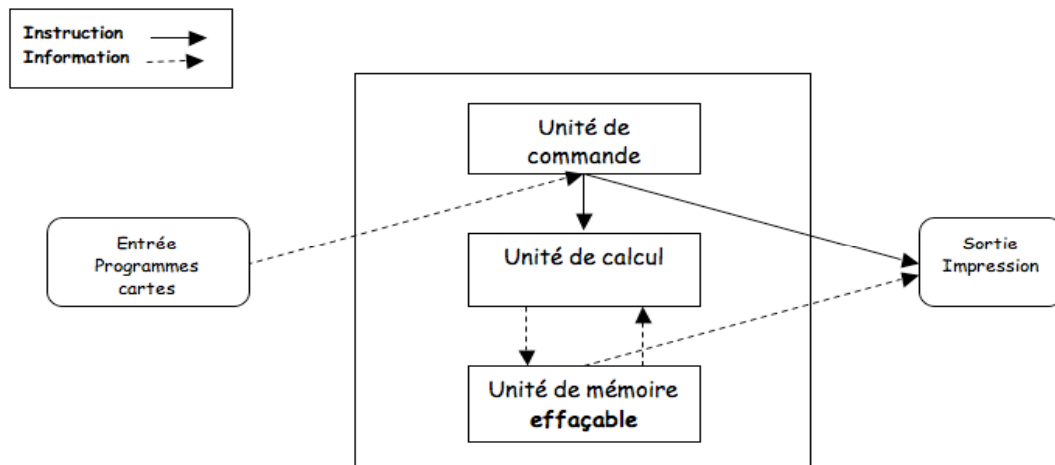 Instruction
Information
Unité de
commande
Entrée
Programmes
cartes
Unité de calcul
Sortie
Impression
Unité de mémoire
effaçable